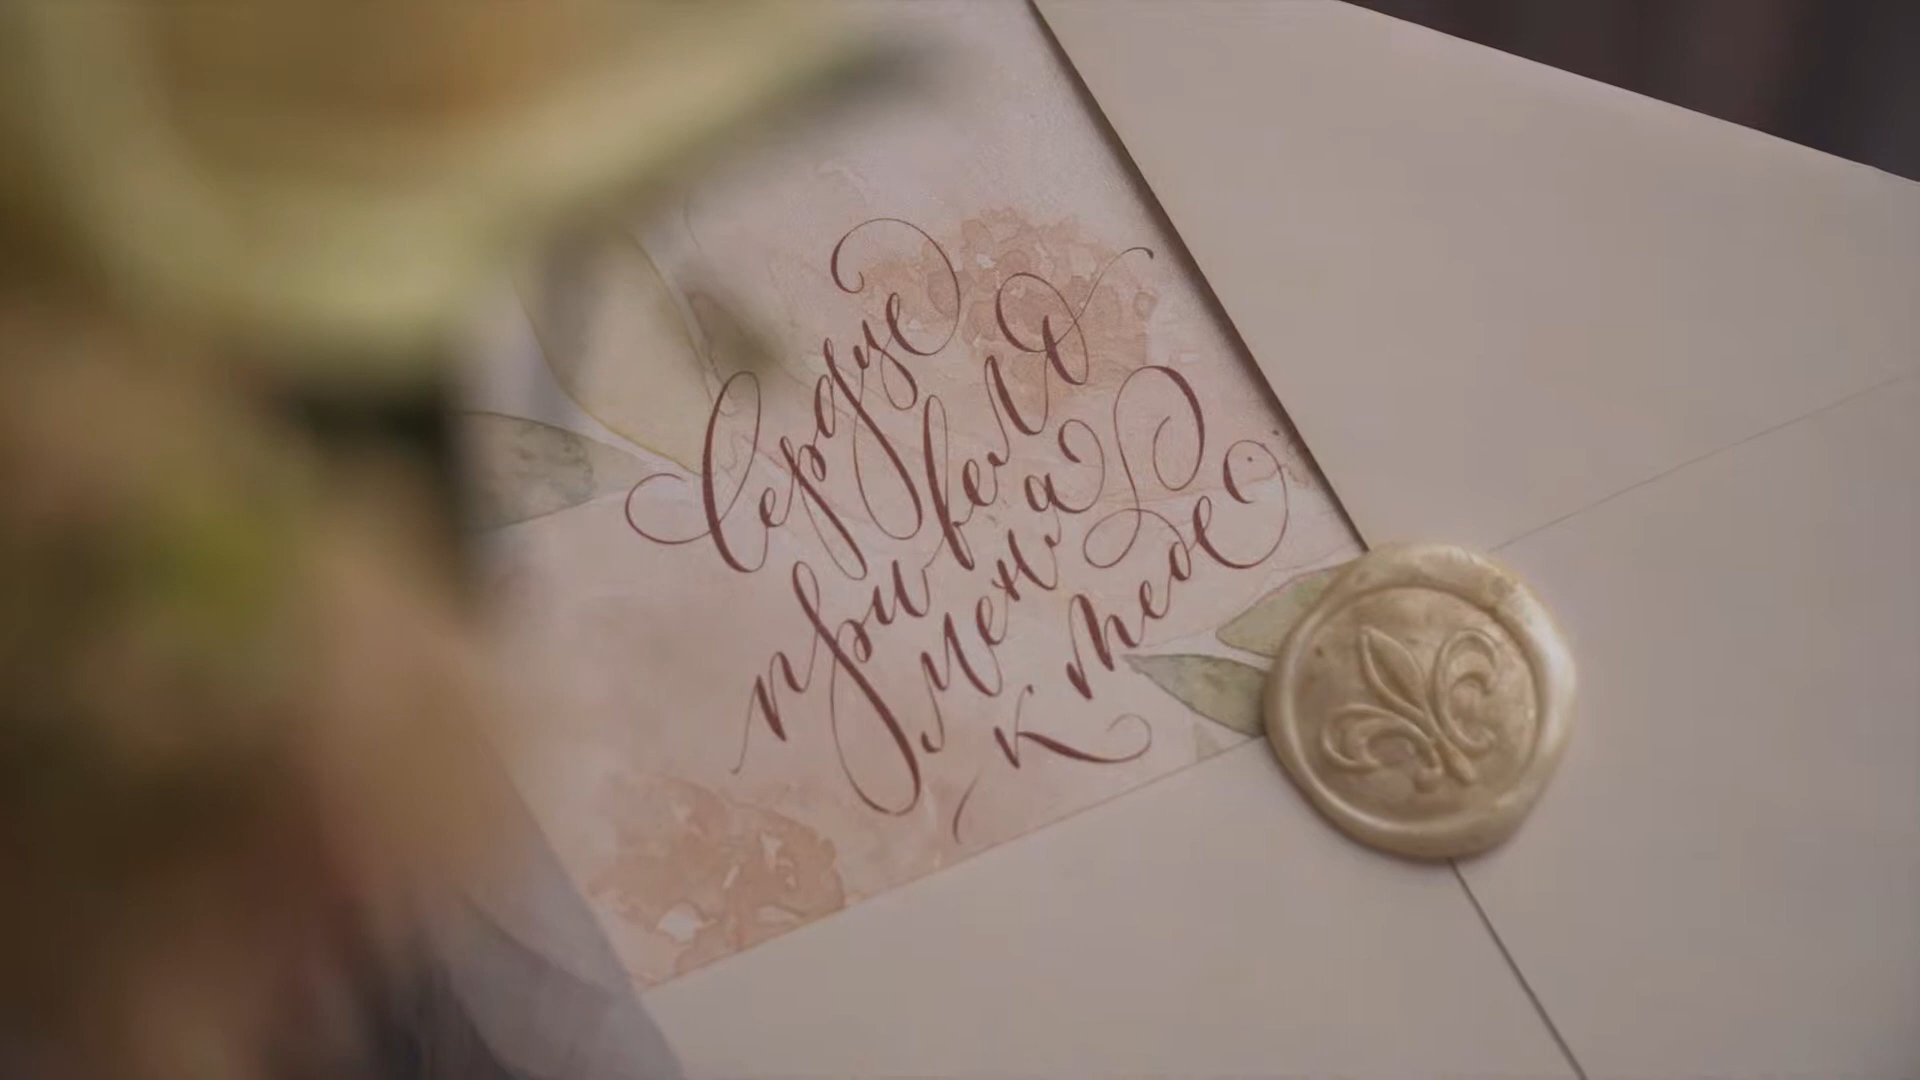 Сердце
привело
меня
к тебе